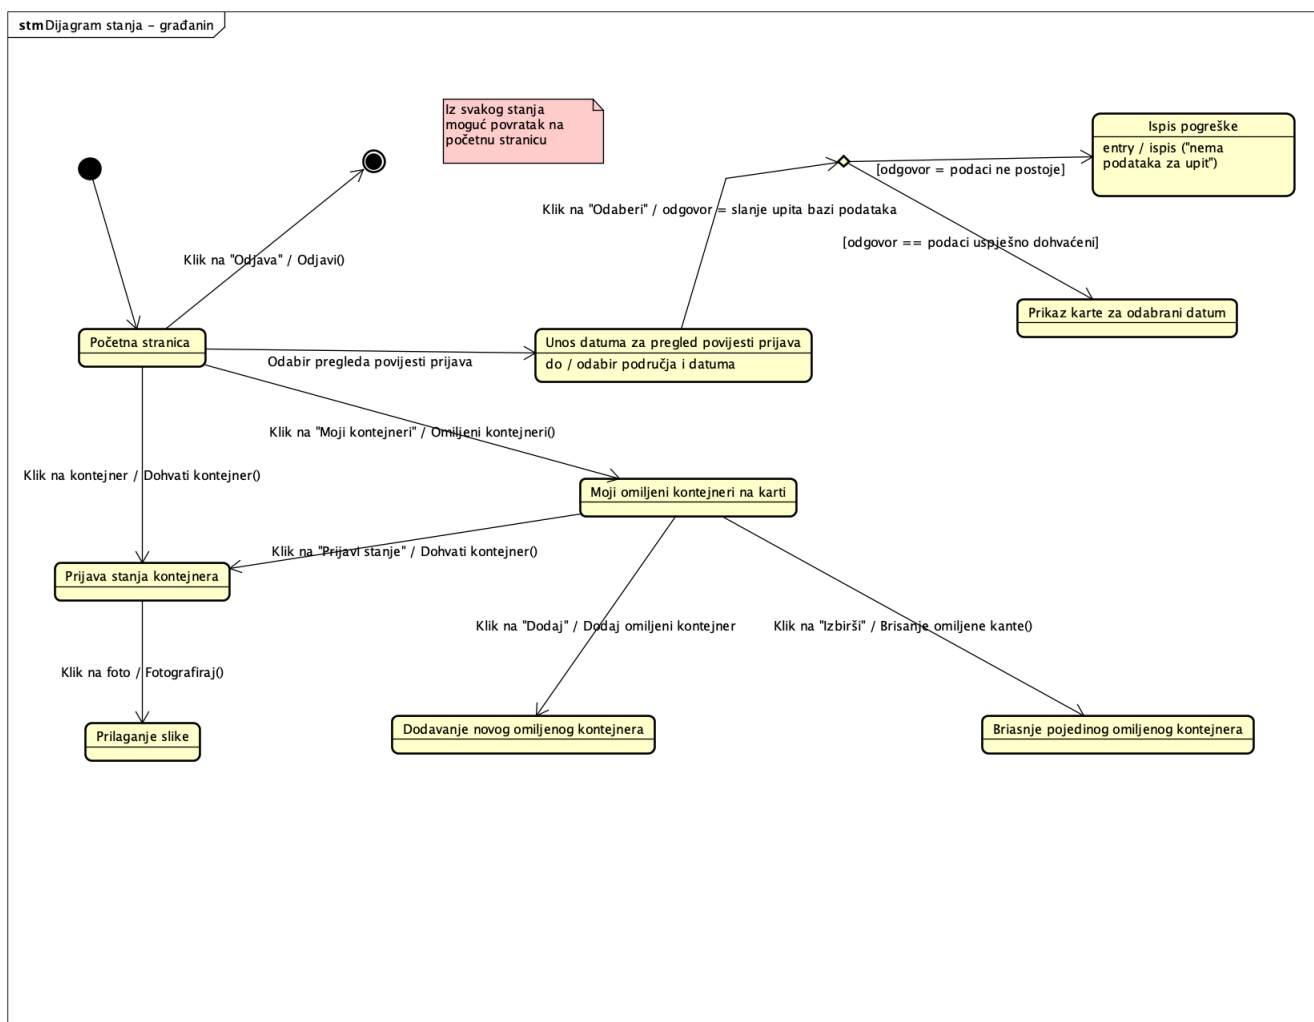 stm Dijagram stanja - građanin
Iz svakog stanja
moguć povratak na
početnu stranicu
Ispis pogreške
entry / ispis ("nema
podataka za upit")
[odgovor = podaci ne postoje]
Klik na "Odaberi" / odgovor = slanje upita bazi podataka
[odgovor == podaci uspješno dohvaćeni]
Klik na "Odjava" / Odjavi()
Prikaz karte za odabrani datum
Početna stranica
Unos datuma za pregled povijesti prijava
do / odabir područja i datuma
Odabir pregleda povijesti prijava
Klik na "Moji kontejneri" / Omiljeni kontejneri()
Klik na kontejner / Dohvati kontejner()
Moji omiljeni kontejneri na karti
Klik na "Prijavi stanje" / Dohvati kontejner()
Prijava stanja kontejnera
Klik na "Dodaj" / Dodaj omiljeni kontejner
Klik na "Izbirši" / Brisanje omiljene kante()
Klik na foto / Fotografiraj()
Prilaganje slike
Dodavanje novog omiljenog kontejnera
Briasnje pojedinog omiljenog kontejnera